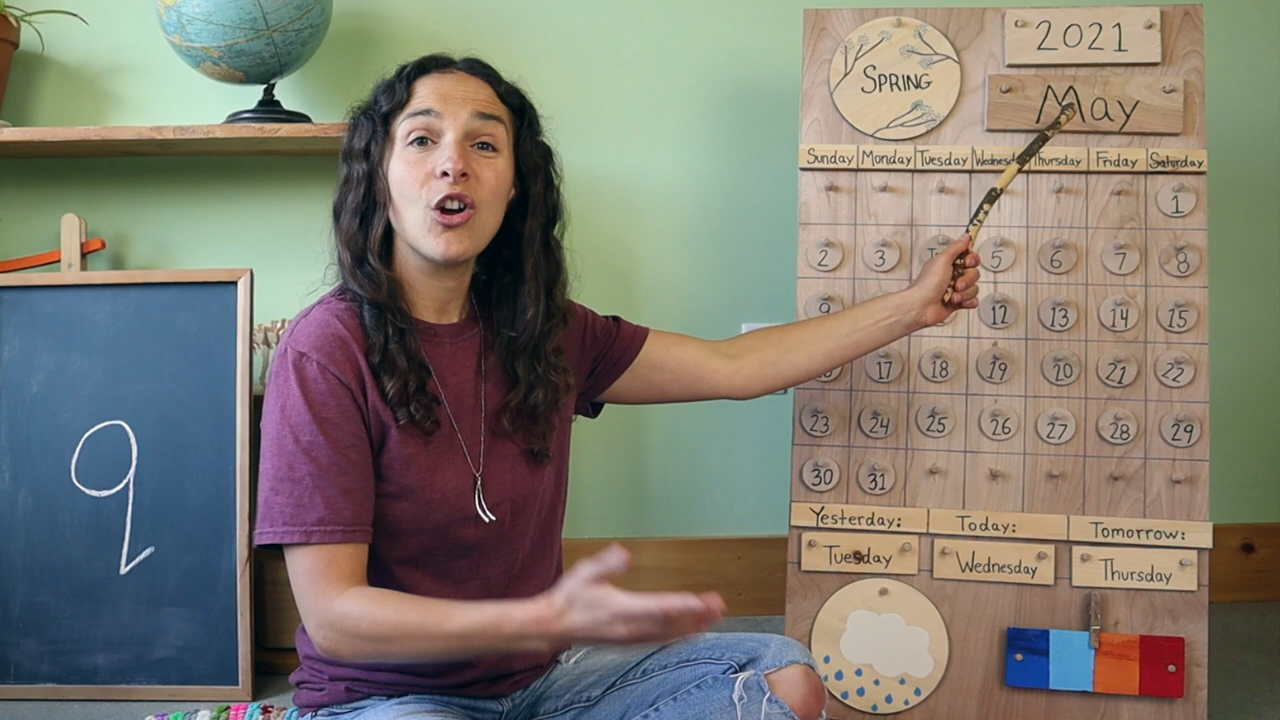 q
SPRING
2021
May
Sunday Monday Tuesday Wednesd Thursday Friday Saturday
1
2 3 5 6 7 8
9 12 13 14 15
17 18 19 20 21 22
23 24 25 26 27 28 29
30 31
Yesterday: Today: Tomorrow:
Tuesday Wednesday Thursday